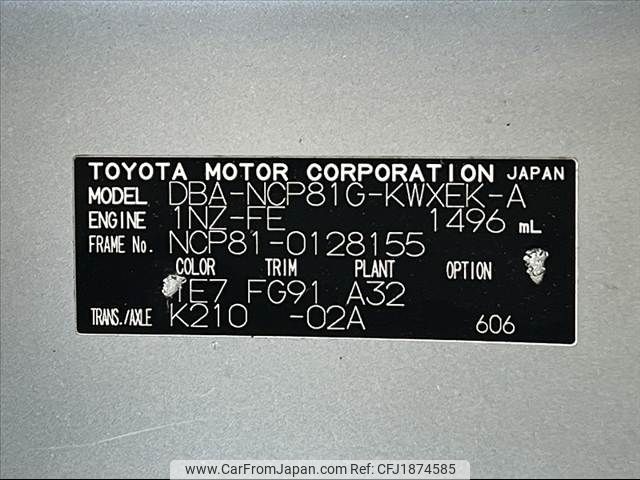 TOYOTA MOTOR CORPORATION JAPAN
MODEL DBA-NCP81G-KWXEK-A
ENGINE 1NZ-FE 1496 mL
FRAME No. NCP81-0128155
COLOR TRIM PLANT OPTION
1E7 FG91 A32
TRANS./AXLE K210 -02A 606
www.CarFromJapan.com ID: CFJ1874585